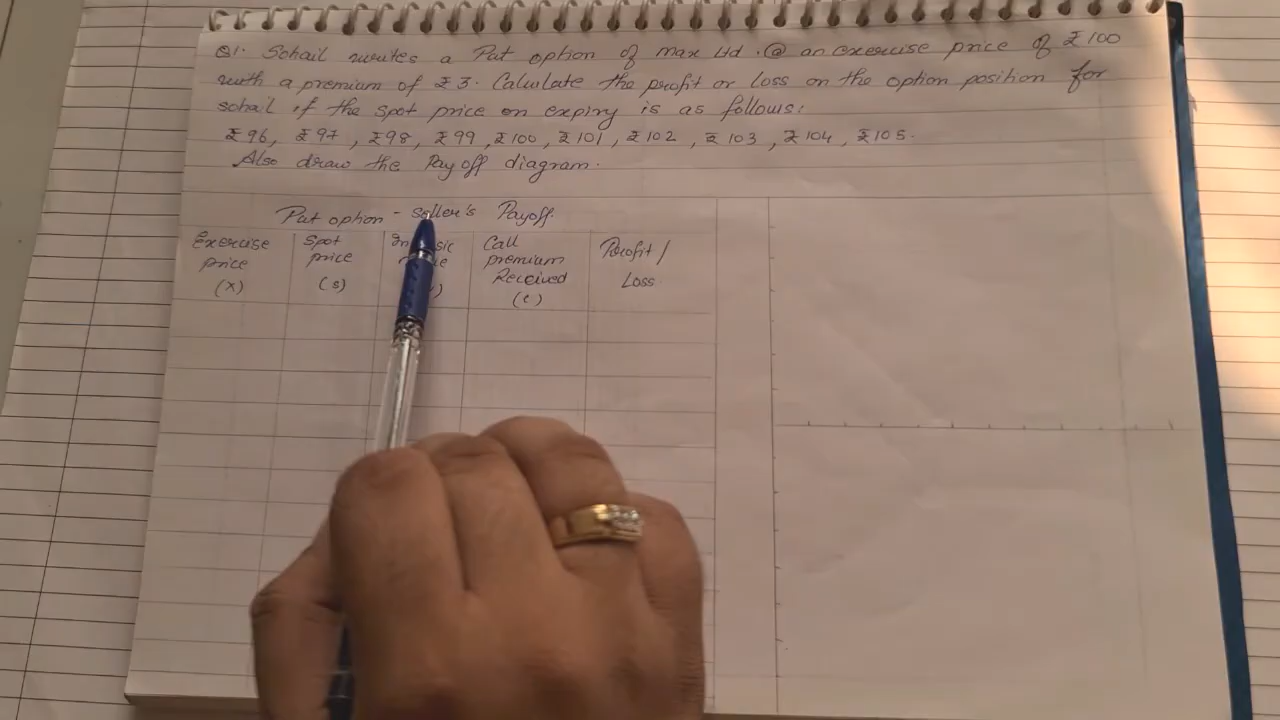 Q1. Sohail writes a Put option of Max Ltd. @ an exercise price of ₹100
with a premium of ₹3. Calculate the profit or loss on the option position for
sohail if the spot price on expiry is as follows:
₹96, ₹97, ₹98, ₹99, ₹100, ₹101, ₹102, ₹103, ₹104, ₹105.
Also draw the Pay off diagram.
Put option - Seller's Payoff.
Exercise price (X)
Spot price (S)
Call premium Received (c)
Profit / Loss